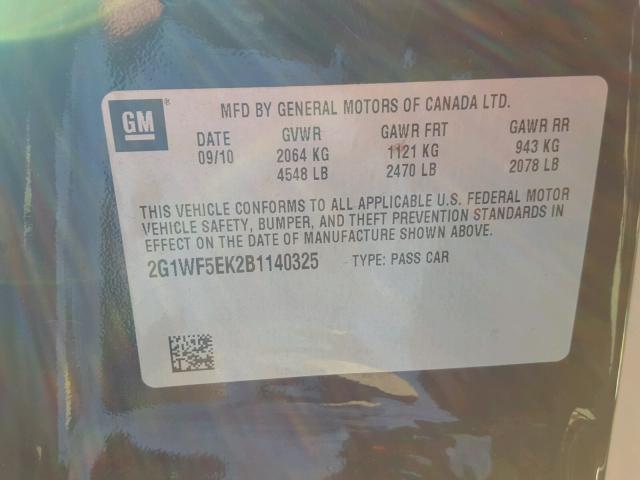 GM ®
MFD BY GENERAL MOTORS OF CANADA LTD.
DATE GVWR GAWR FRT GAWR RR
09/10 2064 KG 1121 KG 943 KG
4548 LB 2470 LB 2078 LB
THIS VEHICLE CONFORMS TO ALL APPLICABLE U.S. FEDERAL MOTOR
VEHICLE SAFETY, BUMPER, AND THEFT PREVENTION STANDARDS IN
EFFECT ON THE DATE OF MANUFACTURE SHOWN ABOVE.
2G1WF5EK2B1140325 TYPE: PASS CAR